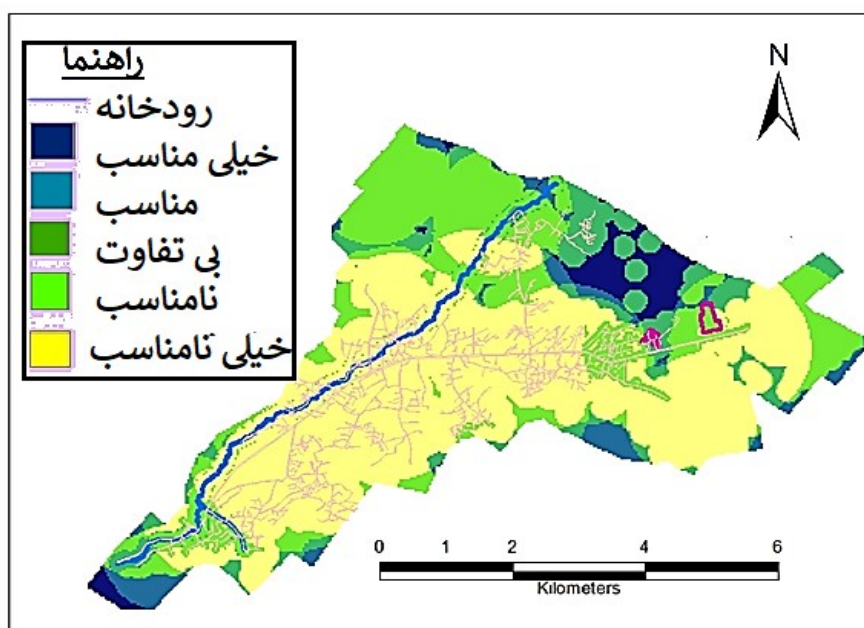 راهنما
رودخانه
خیلی مناسب
مناسب
بی تفاوت
نامناسب
خیلی نامناسب
N
0 1 2 4 6
Kilometers